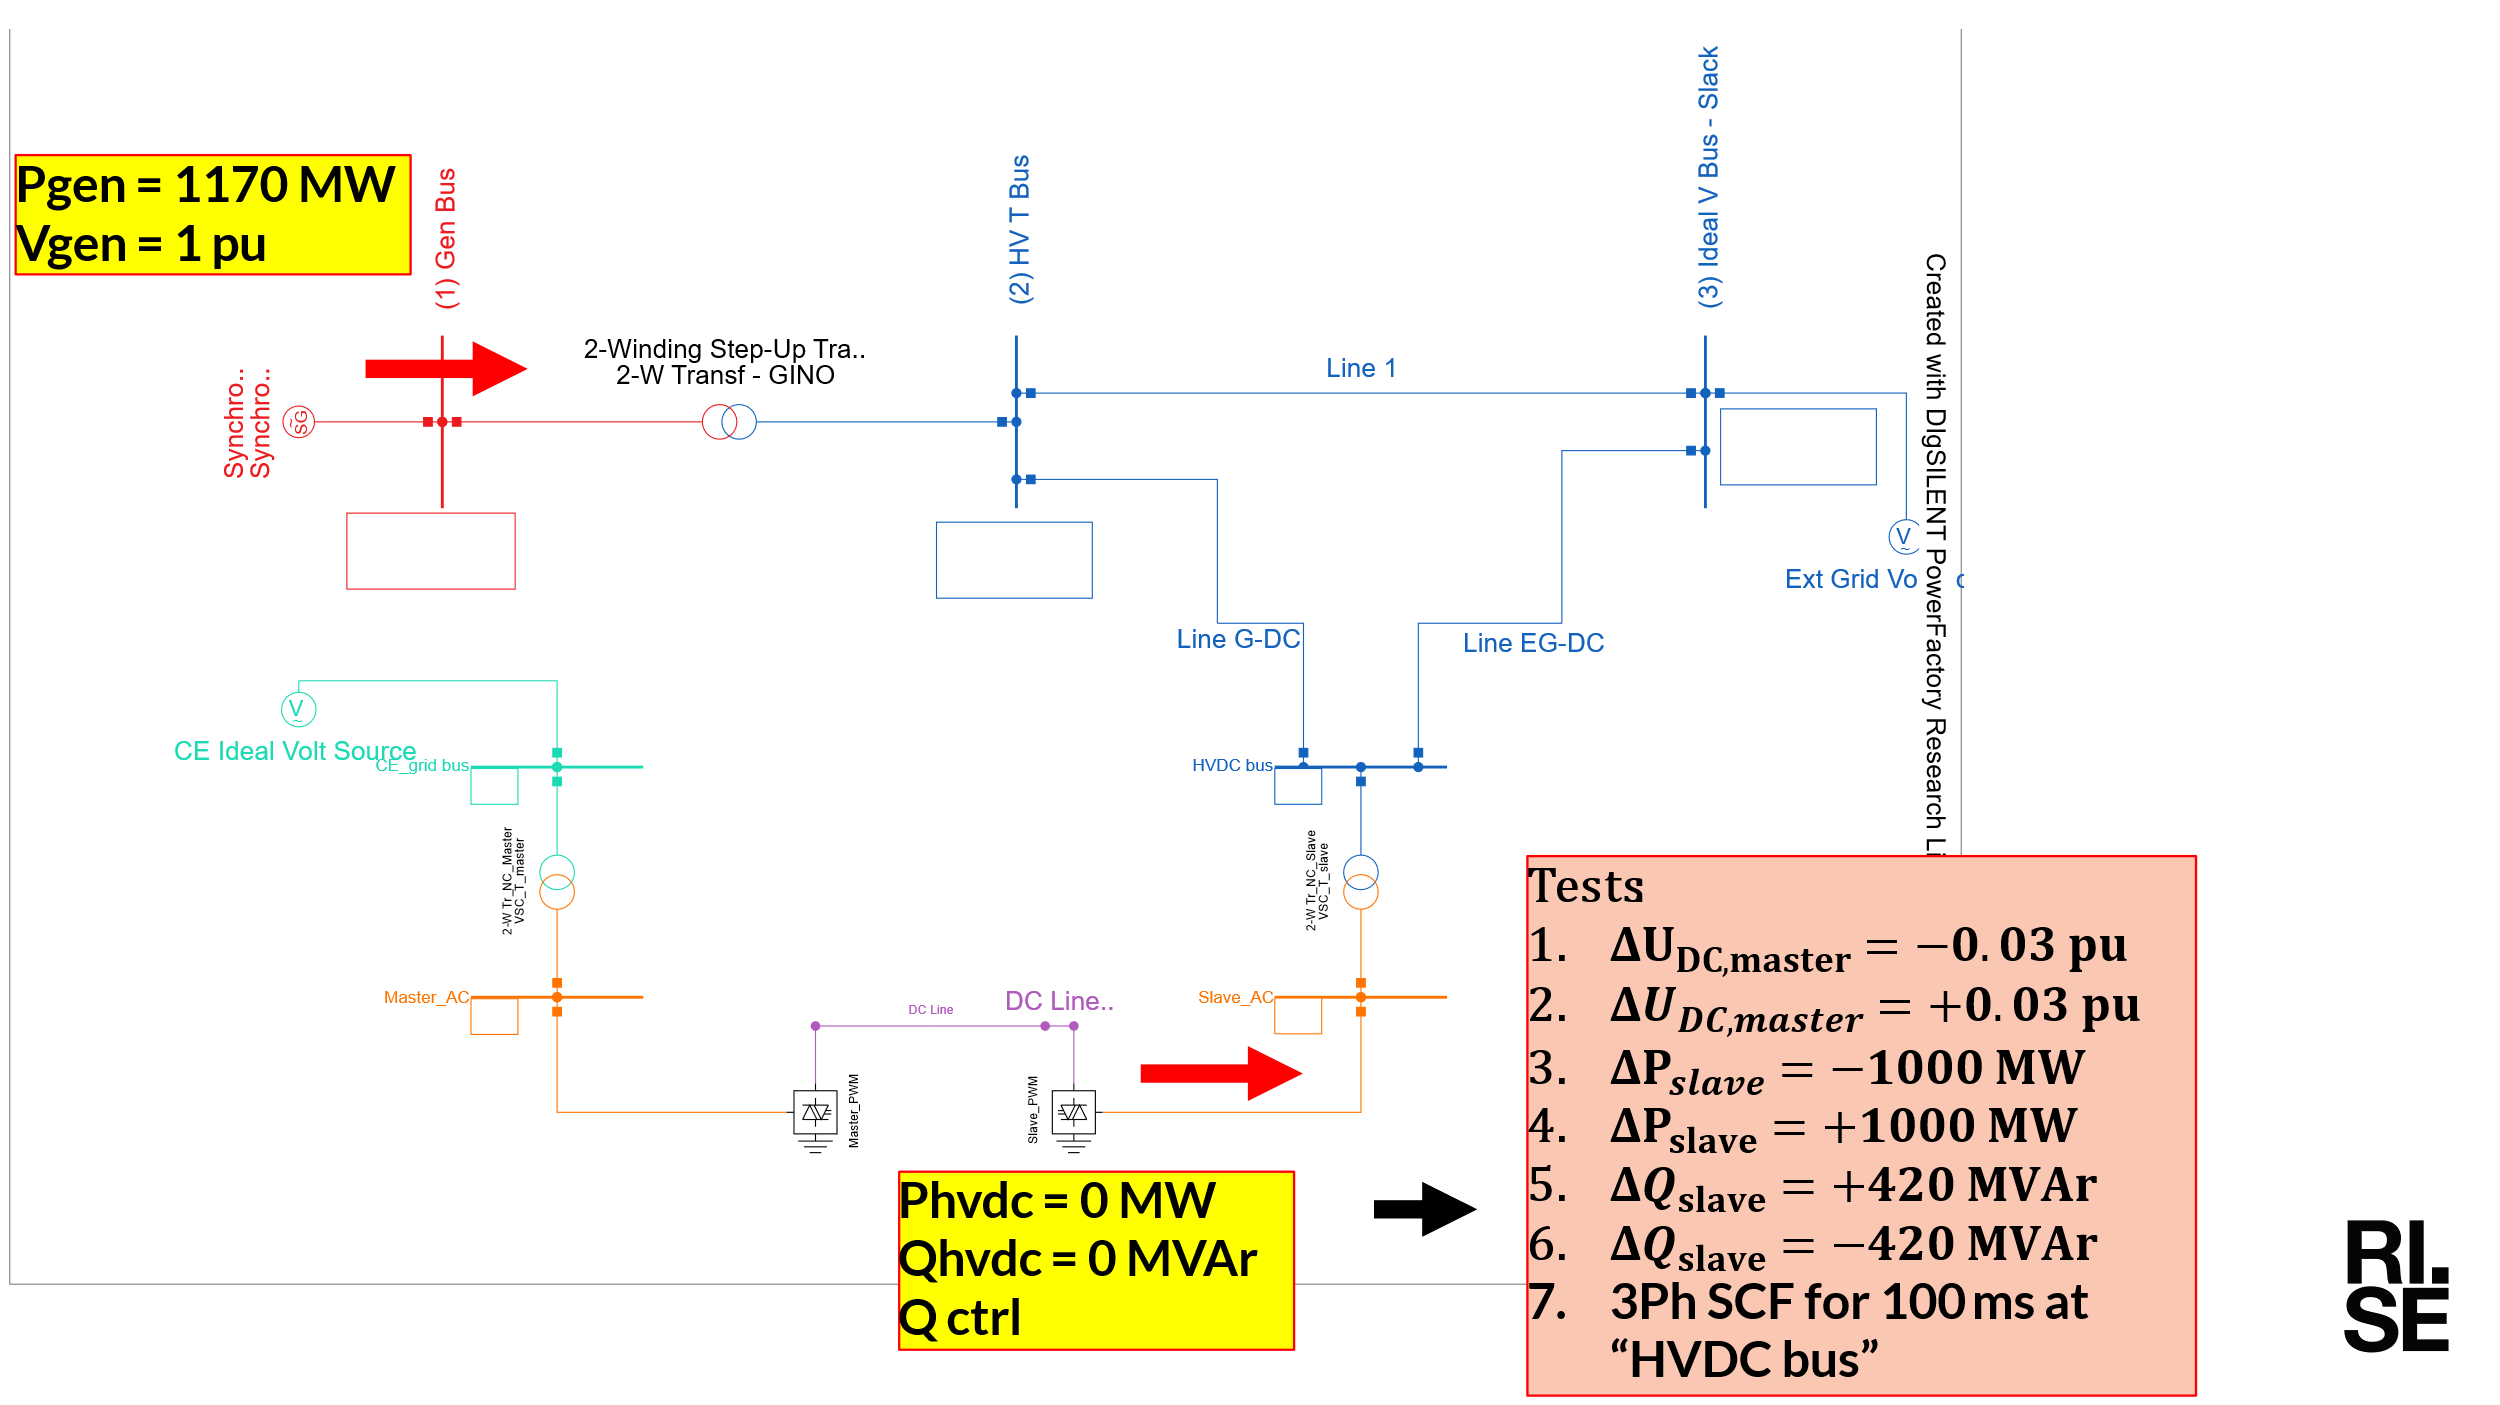 Pgen = 1170 MW
Vgen = 1 pu
(1) Gen Bus
(2) HV T Bus
(3) Ideal V Bus - Slack
Synchro..
Synchro..
SG
2-Winding Step-Up Tra..
2-W Transf - GINO
Line 1
V
Ext Grid Vo
Created with DIgSILENT PowerFactory Research Li
Line G-DC
Line EG-DC
V
CE Ideal Volt Source
CE_grid bus
HVDC bus
2-W Tr_NC_Master
VSC_T_master
2-W Tr_NC_Slave
VSC_T_slave
Master_AC
DC Line
DC Line..
Slave_AC
Master_PWM
Slave_PWM
Phvdc = 0 MW
Qhvdc = 0 MVAr
Q ctrl
Tests
1. ΔU_DC,master = −0.03 pu
2. ΔU_DC,master = +0.03 pu
3. ΔP_slave = −1000 MW
4. ΔP_slave = +1000 MW
5. ΔQ_slave = +420 MVAr
6. ΔQ_slave = −420 MVAr
7. 3Ph SCF for 100 ms at
“HVDC bus”
RI.
SE